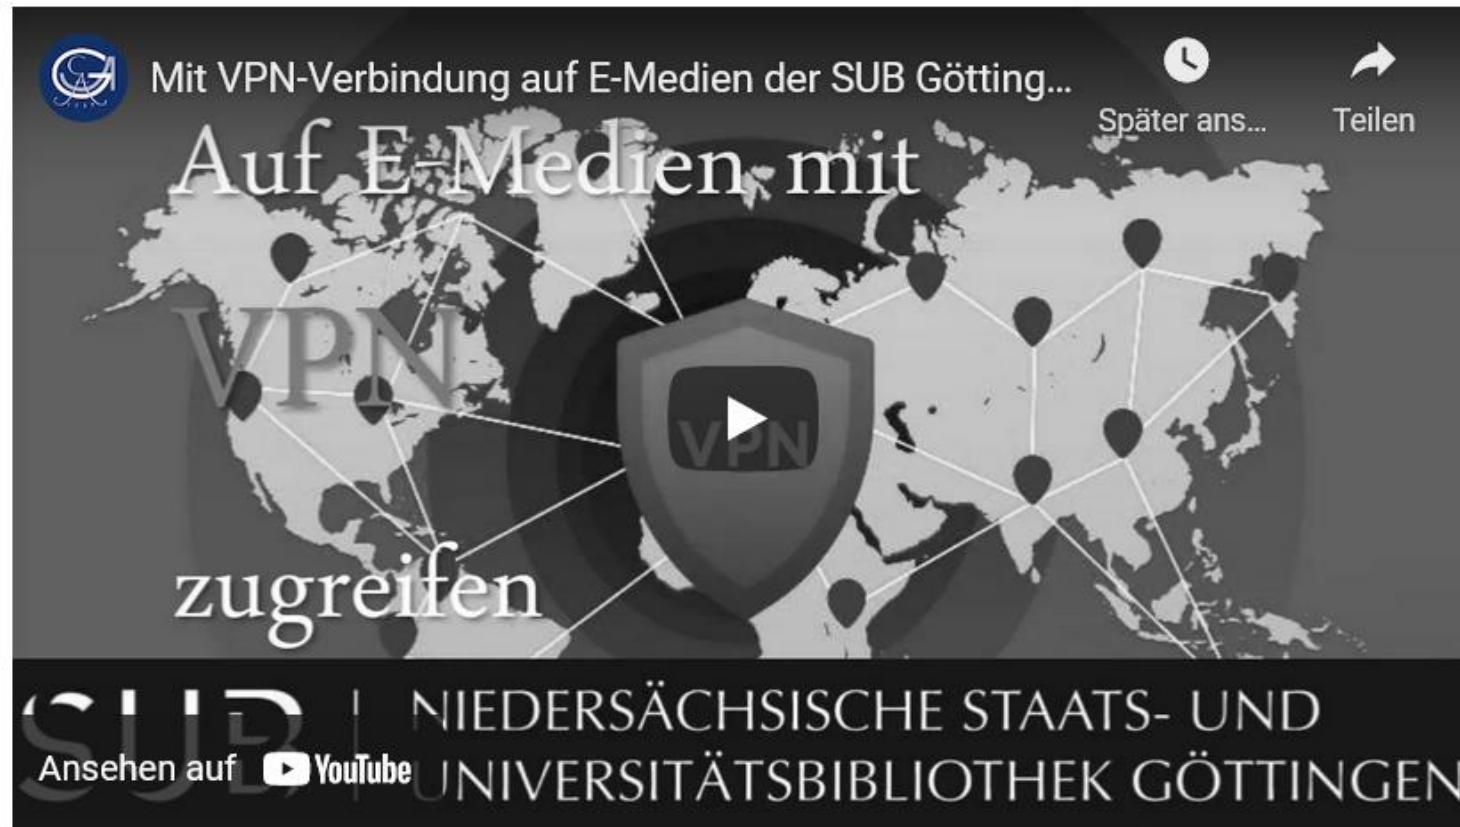 Mit VPN-Verbindung auf E-Medien der SUB Götting...
Später ans...
Teilen
Auf E-Medien mit
VPN
VPN
zugreifen
SUB
NIEDERSÄCHSISCHE STAATS- UND
UNIVERSITÄTSBIBLIOTHEK GÖTTINGEN
Ansehen auf YouTube